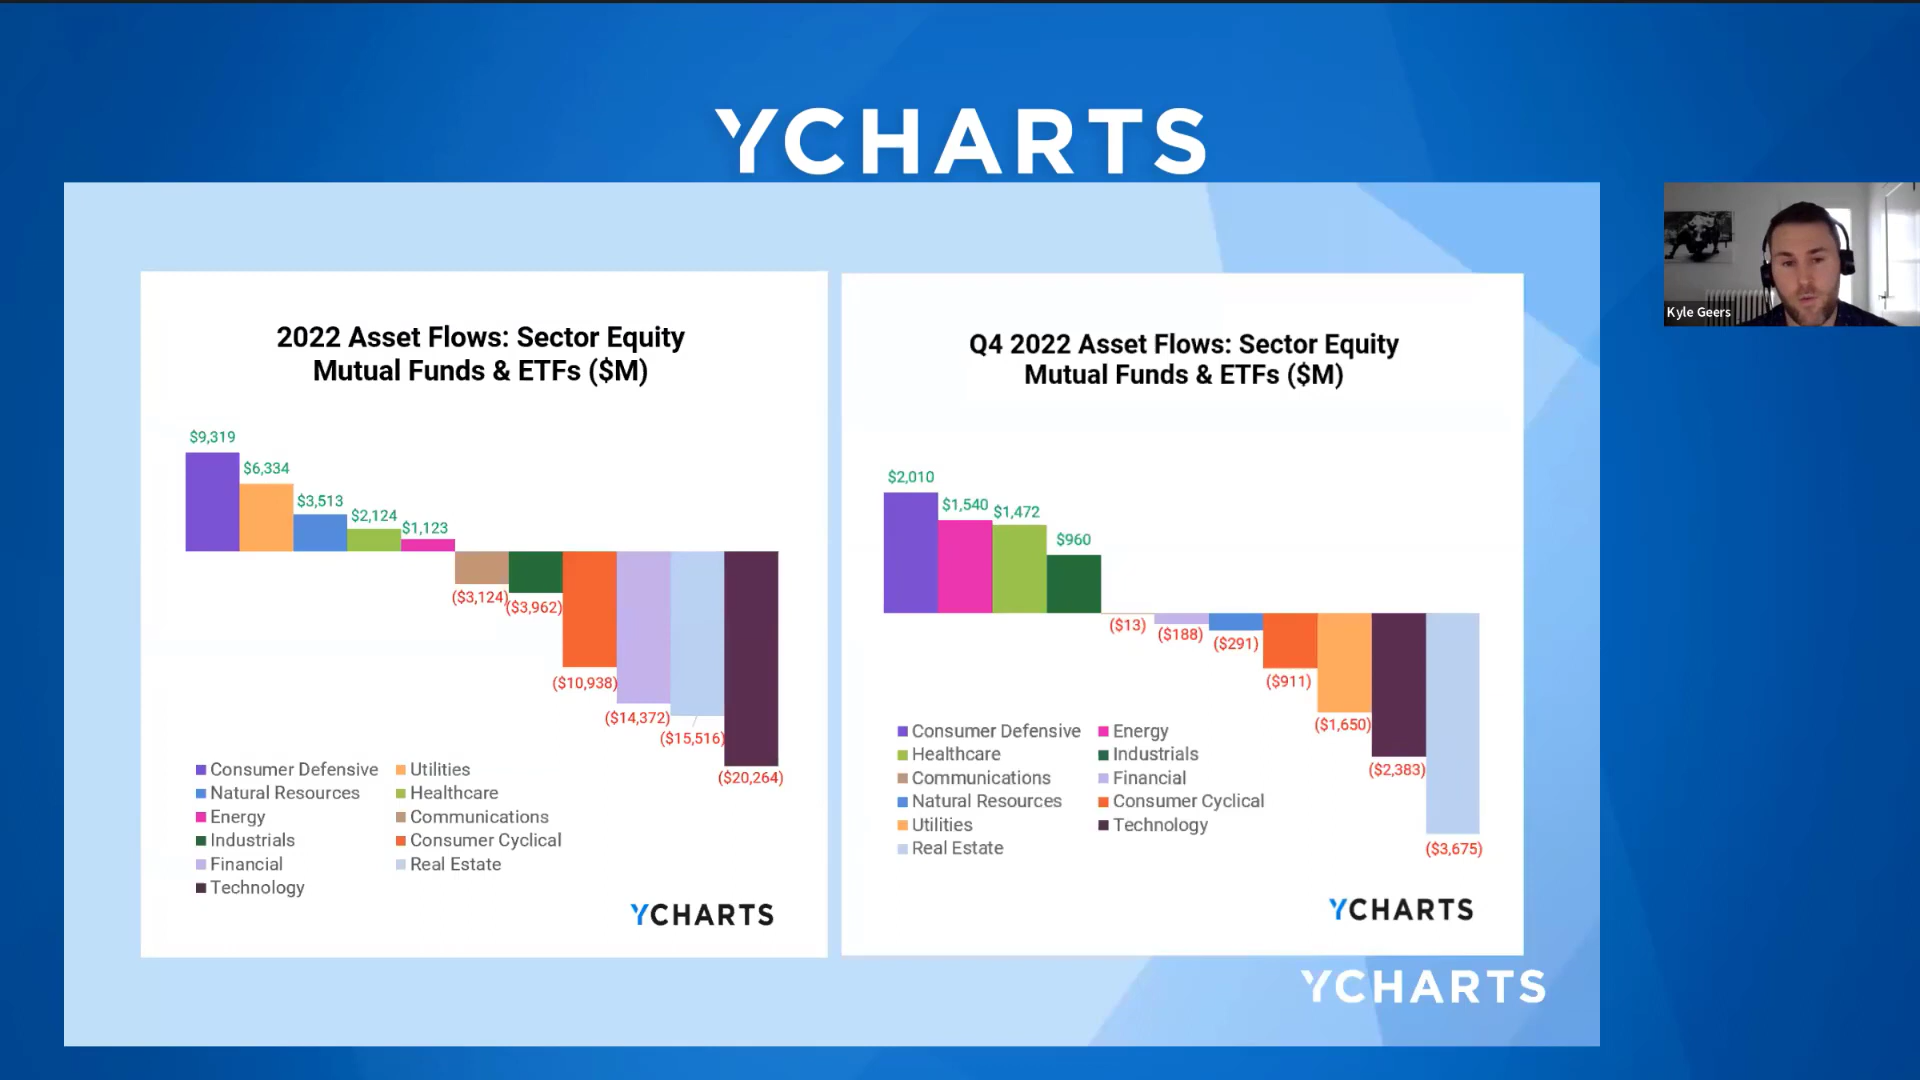 YCHARTS
Kyle Geers
2022 Asset Flows: Sector Equity
Mutual Funds & ETFs ($M)
$9,319
$6,334
$3,513
$2,124
$1,123
($3,124)
($3,962)
($10,938)
($14,372)
($15,516)
($20,264)
Consumer Defensive Utilities
Natural Resources Healthcare
Energy Communications
Industrials Consumer Cyclical
Financial Real Estate
Technology
YCHARTS
Q4 2022 Asset Flows: Sector Equity
Mutual Funds & ETFs ($M)
$2,010
$1,540
$1,472
$960
($13)
($188)
($291)
($911)
($1,650)
($2,383)
($3,675)
Consumer Defensive Energy
Healthcare Industrials
Communications Financial
Natural Resources Consumer Cyclical
Utilities Technology
Real Estate
YCHARTS
YCHARTS